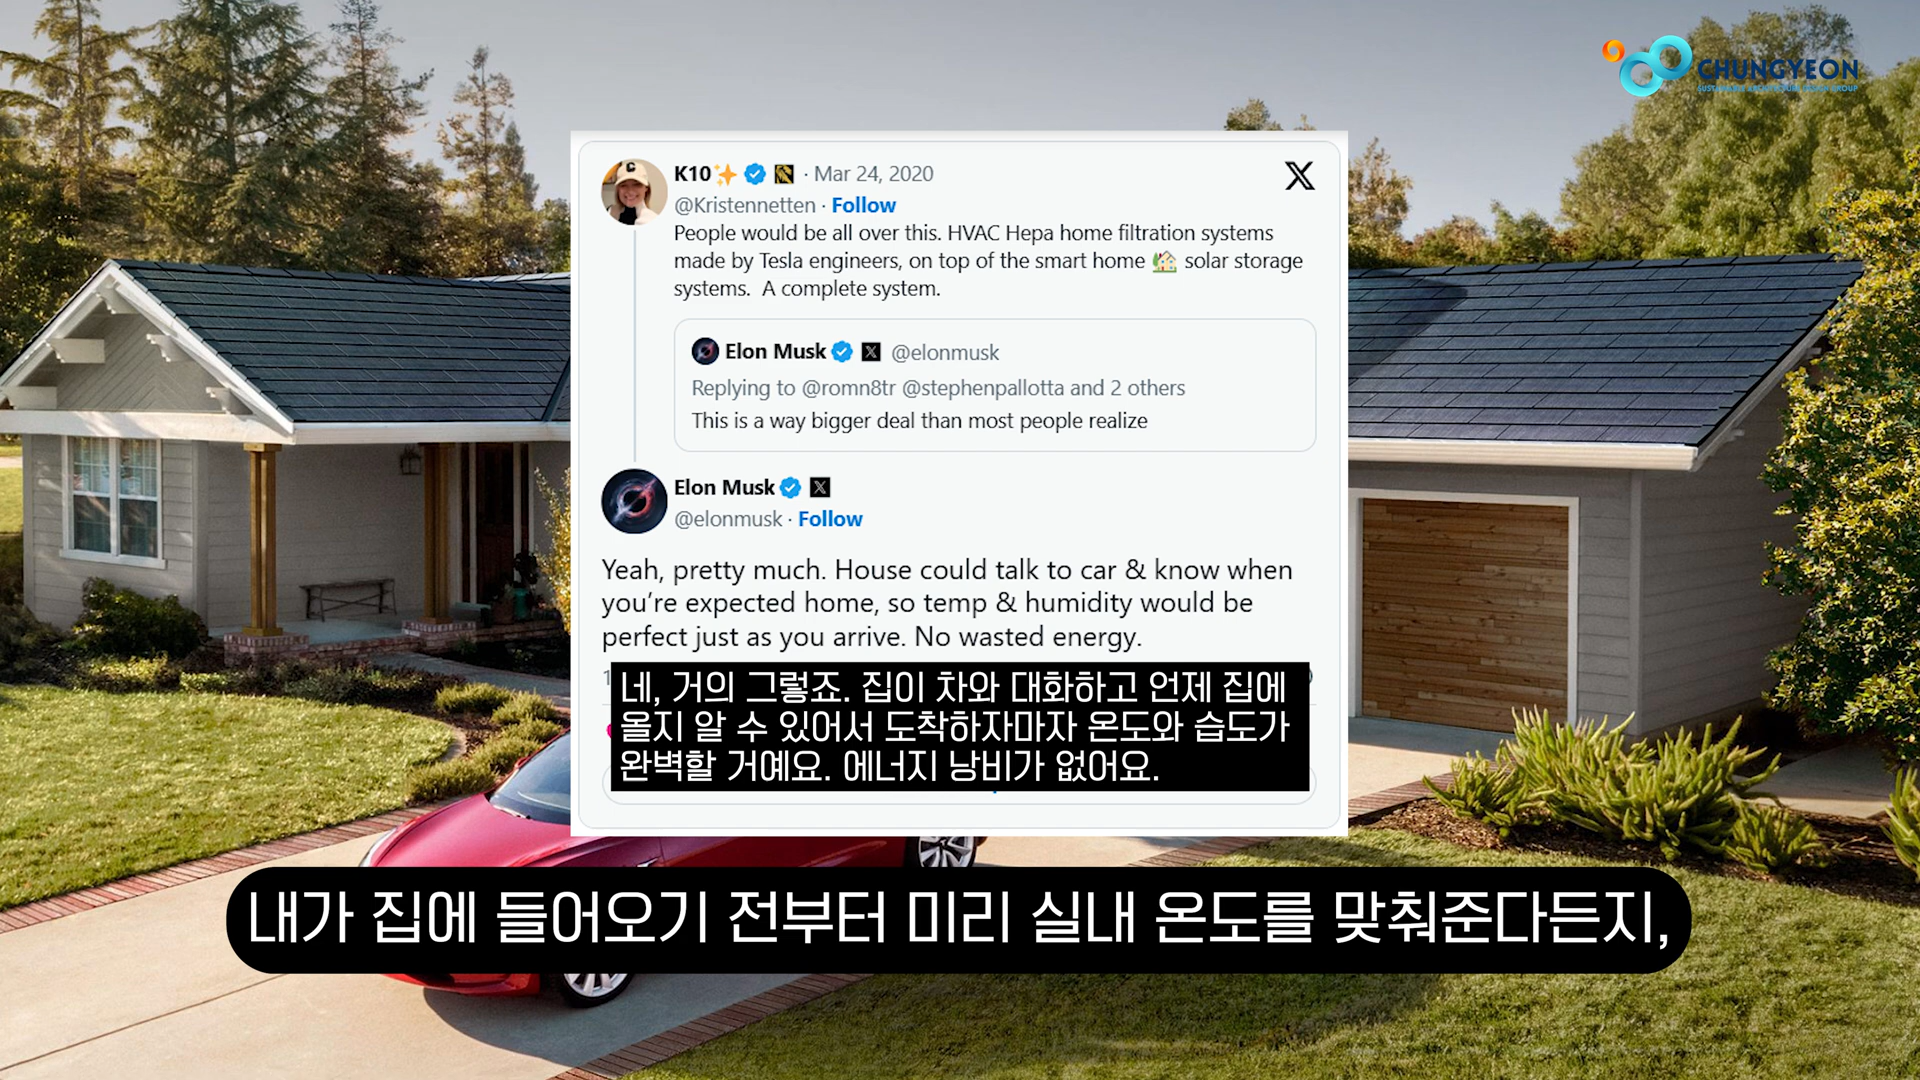 CHUNGYEON
K10✨ · Mar 24, 2020
@Kristennetten · Follow
People would be all over this. HVAC Hepa home filtration systems
made by Tesla engineers, on top of the smart home 🏡 solar storage
systems.  A complete system.
Elon Musk @elonmusk
Replying to @romn8tr @stephenpallotta and 2 others
This is a way bigger deal than most people realize
Elon Musk
@elonmusk · Follow
Yeah, pretty much. House could talk to car & know when
you’re expected home, so temp & humidity would be
perfect just as you arrive. No wasted energy.
네, 거의 그렇죠. 집이 차와 대화하고 언제 집에
올지 알 수 있어서 도착하자마자 온도와 습도가
완벽할 거예요. 에너지 낭비가 없어요.
내가 집에 들어오기 전부터 미리 실내 온도를 맞춰준다든지,